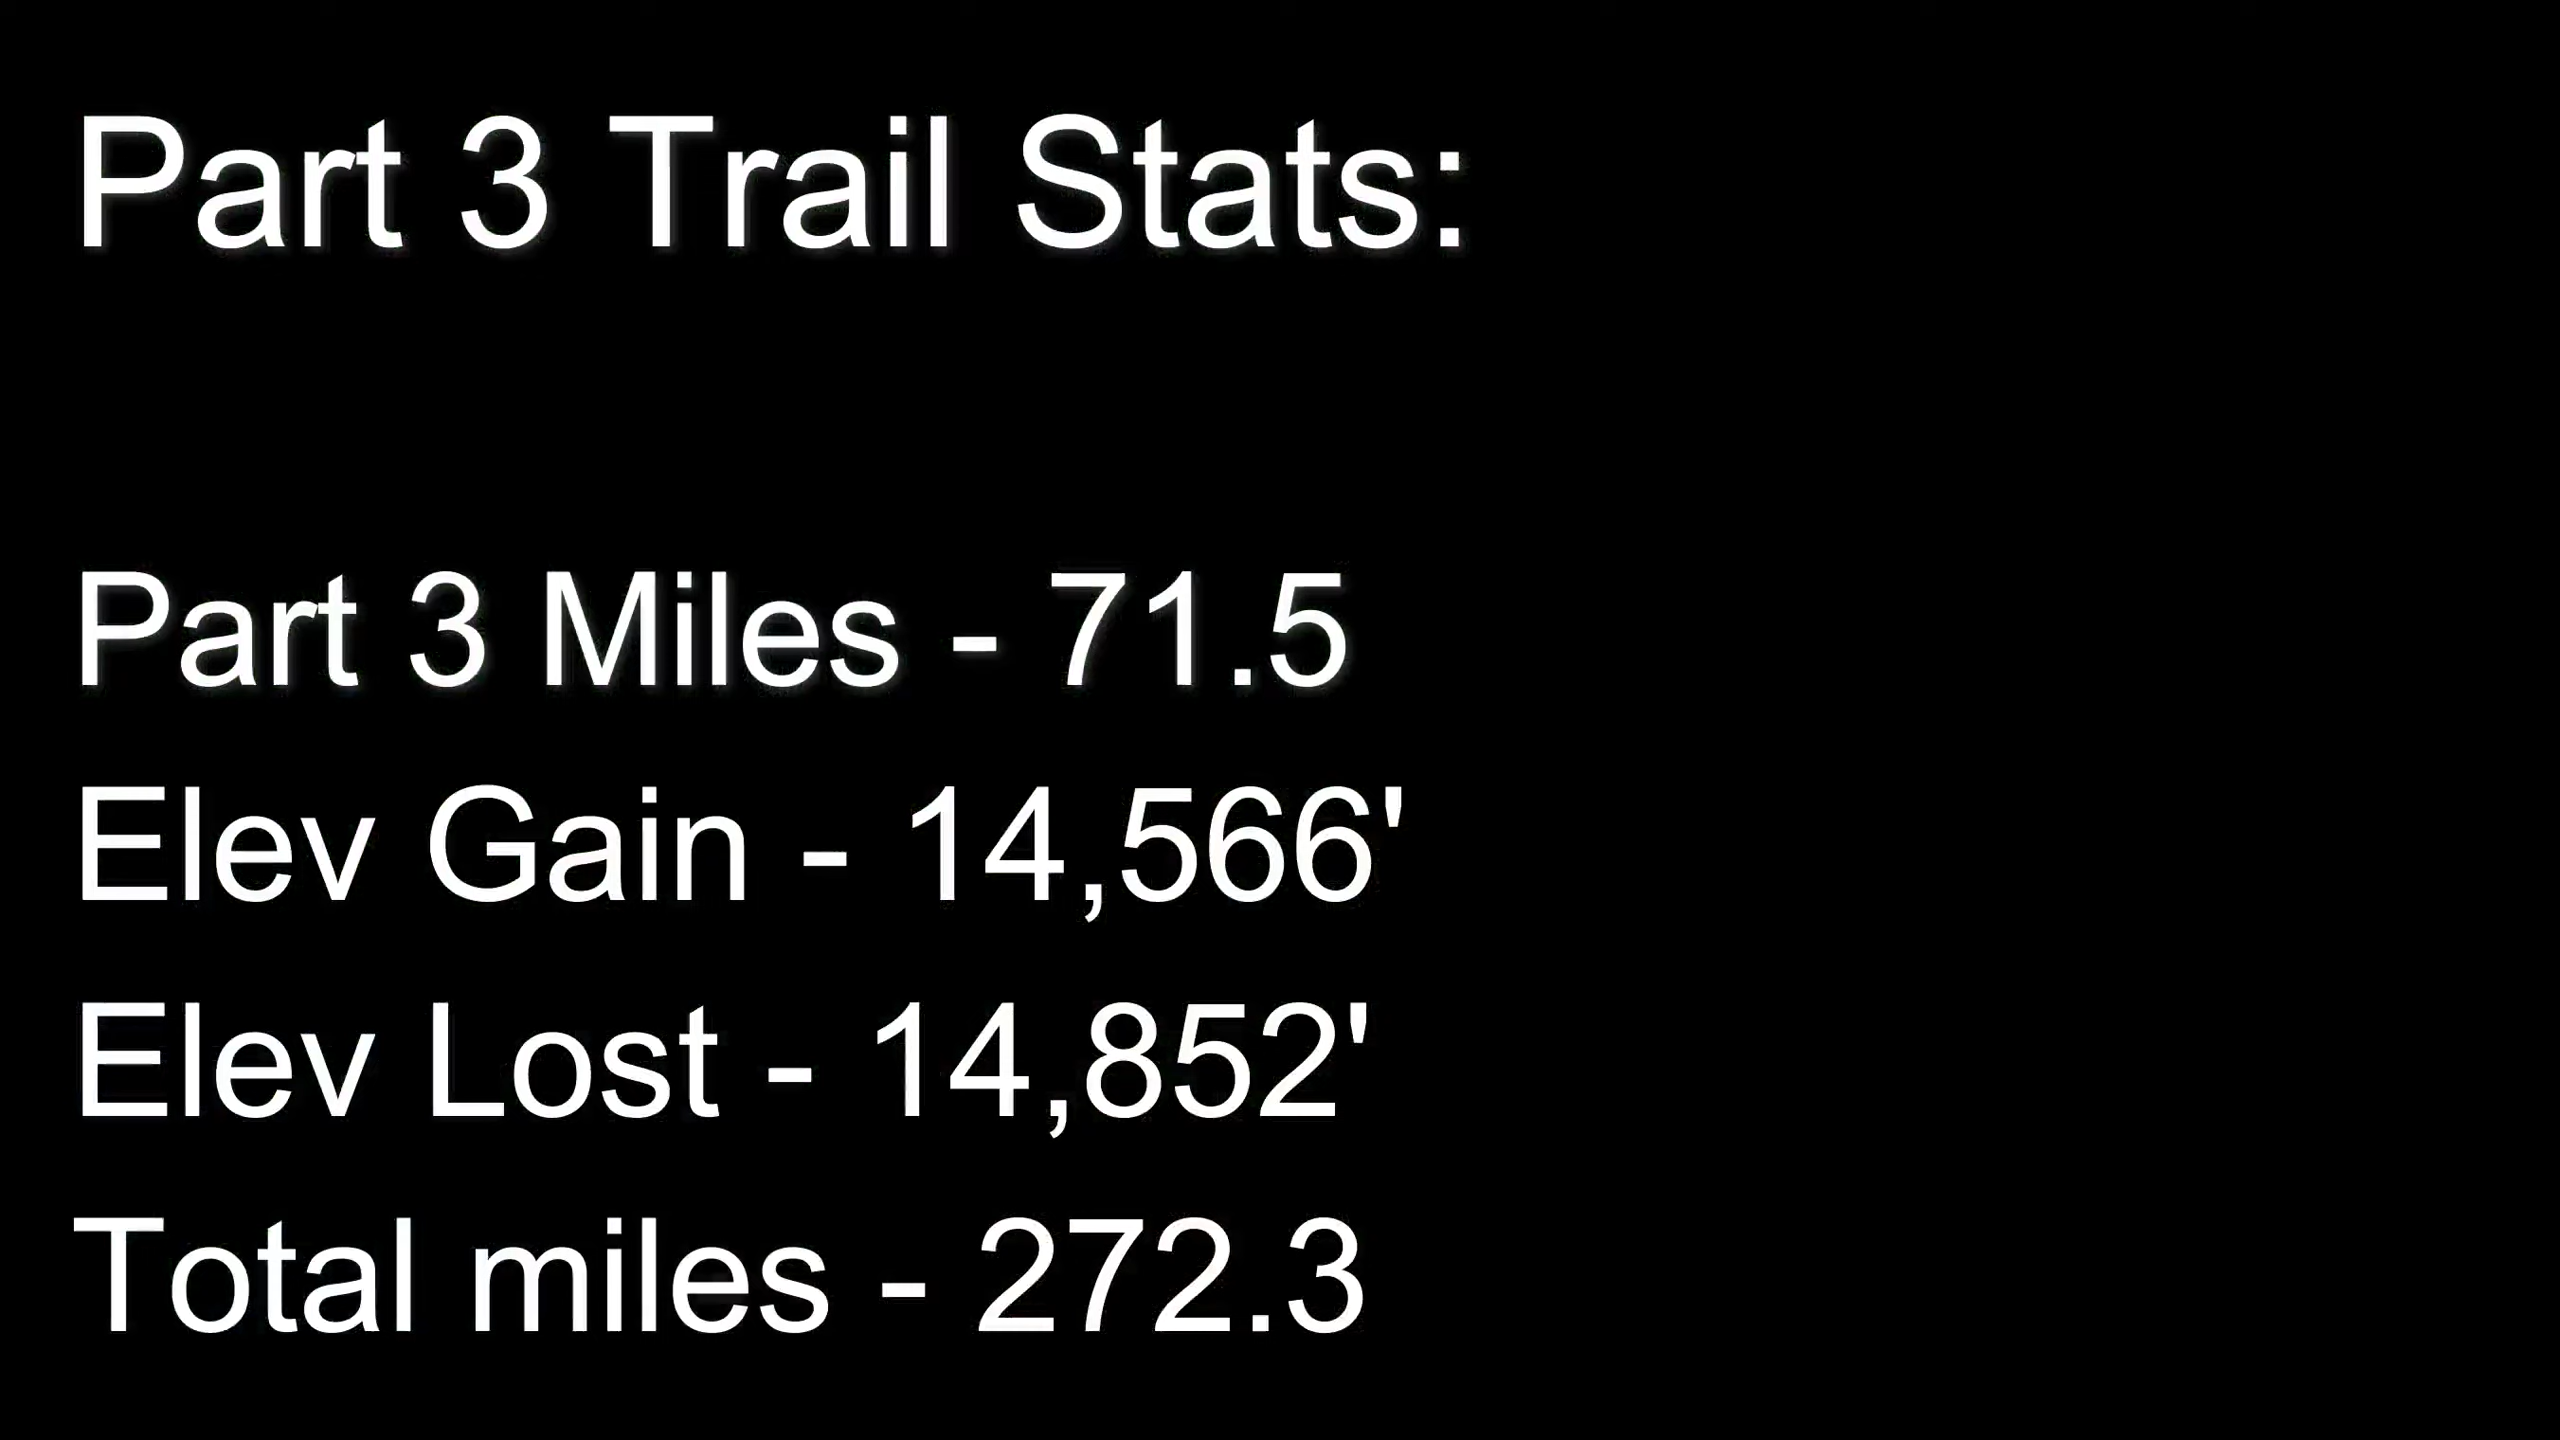 Part 3 Trail Stats:
Part 3 Miles - 71.5
Elev Gain - 14,566'
Elev Lost - 14,852'
Total miles - 272.3